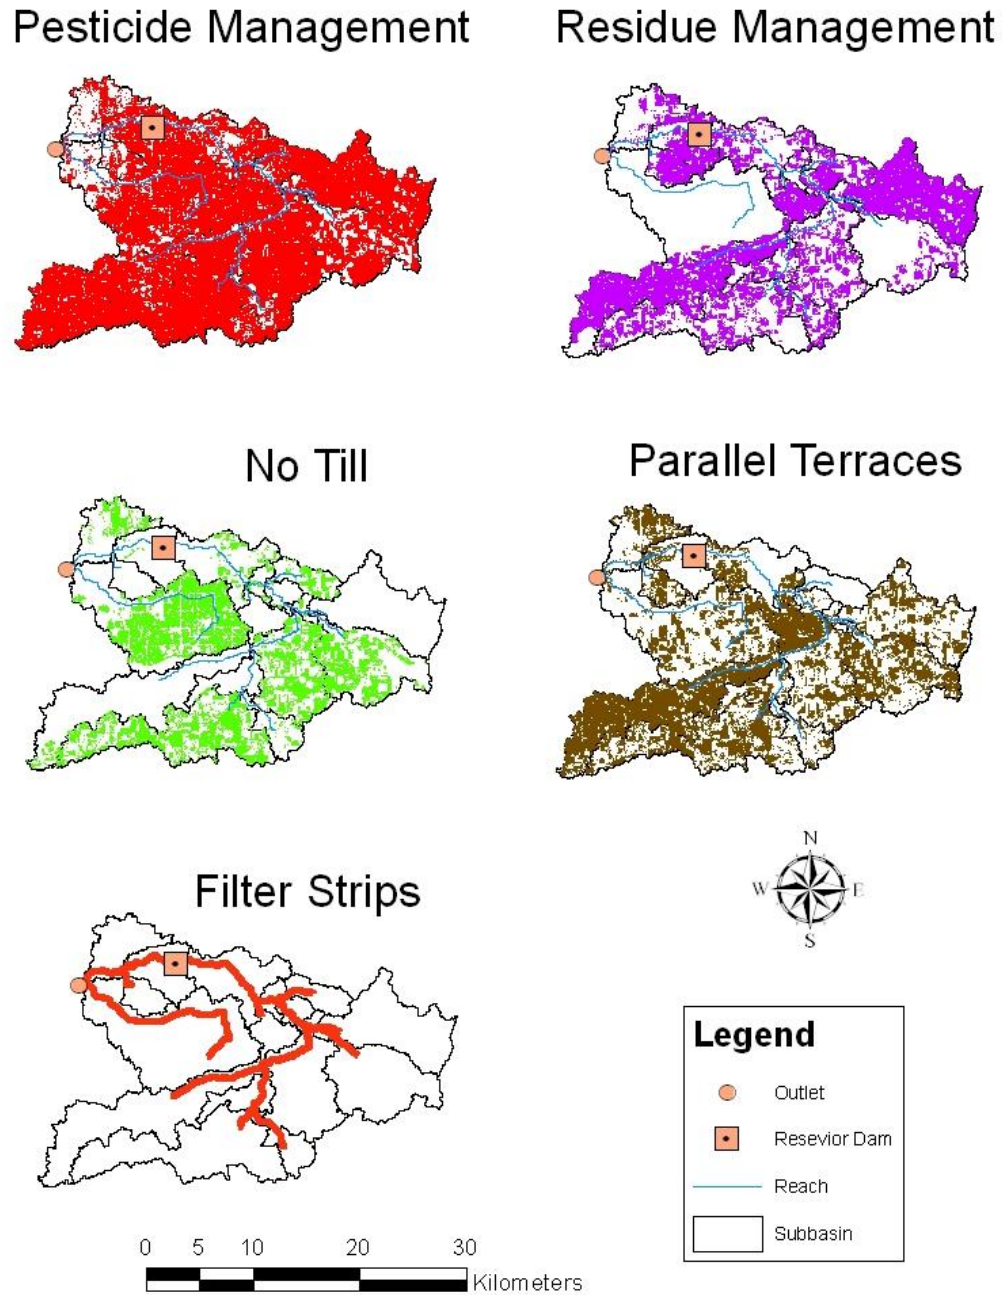 Pesticide Management
Residue Management
No Till
Parallel Terraces
Filter Strips
N
W E
S
Legend
Outlet
Resevior Dam
Reach
Subbasin
0 5 10 20 30
Kilometers